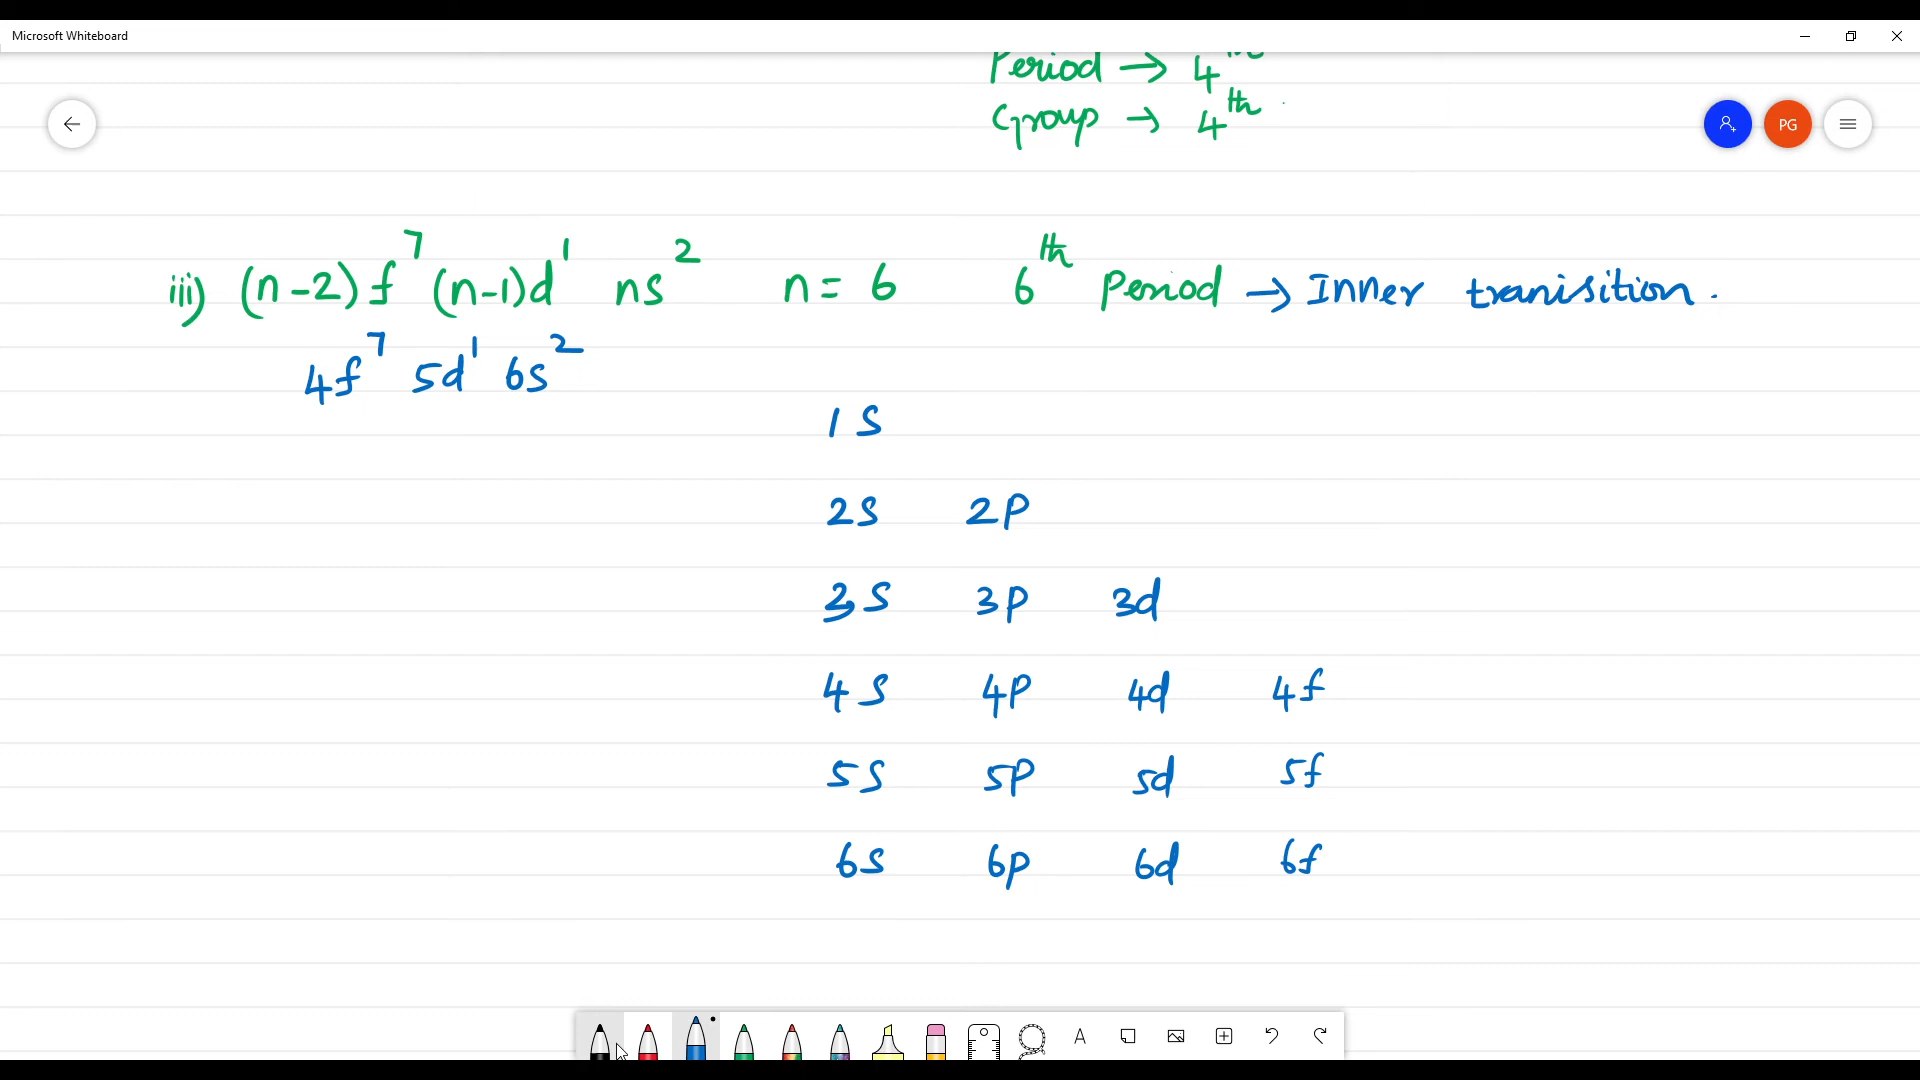 Microsoft Whiteboard
Period → 4th
Group → 4th
PG
iii) (n-2)f⁷ (n-1)d¹ ns² n = 6 6th Period → Inner tranisition.
4f⁷ 5d¹ 6s²
1s
2s 2p
3s 3p 3d
4s 4p 4d 4f
5s 5p 5d 5f
6s 6p 6d 6f